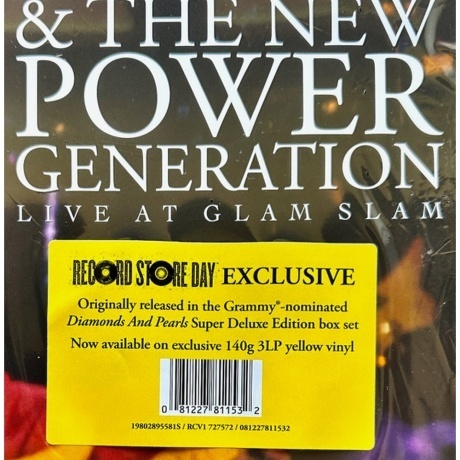 & THE NEW
POWER
GENERATION
LIVE AT GLAM SLAM
RECORD STORE DAY EXCLUSIVE
Originally released in the Grammy®-nominated
Diamonds And Pearls Super Deluxe Edition box set
Now available on exclusive 140g 3LP yellow vinyl
0 81227 81153 2
19802895581S / RCV1 727572 / 081227811532